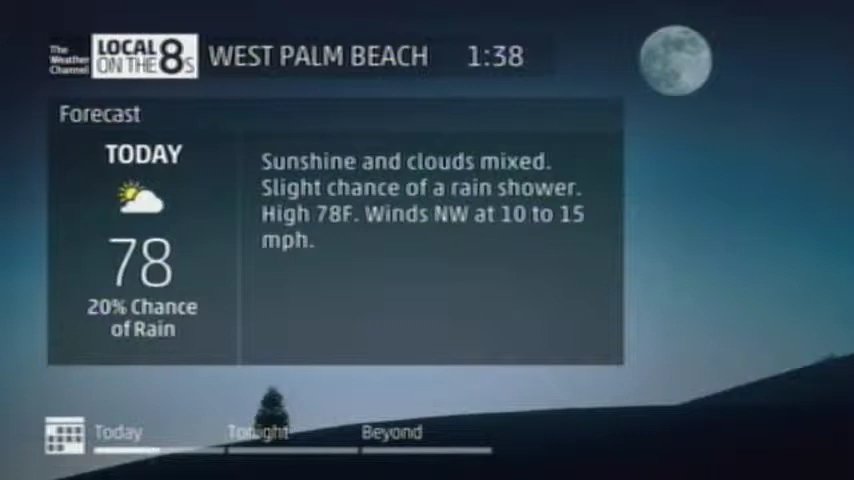 The
Weather
Channel
LOCAL
ON THE 8s
WEST PALM BEACH 1:38
Forecast
TODAY
78
20% Chance
of Rain
Sunshine and clouds mixed.
Slight chance of a rain shower.
High 78F. Winds NW at 10 to 15
mph.
Today Tonight Beyond